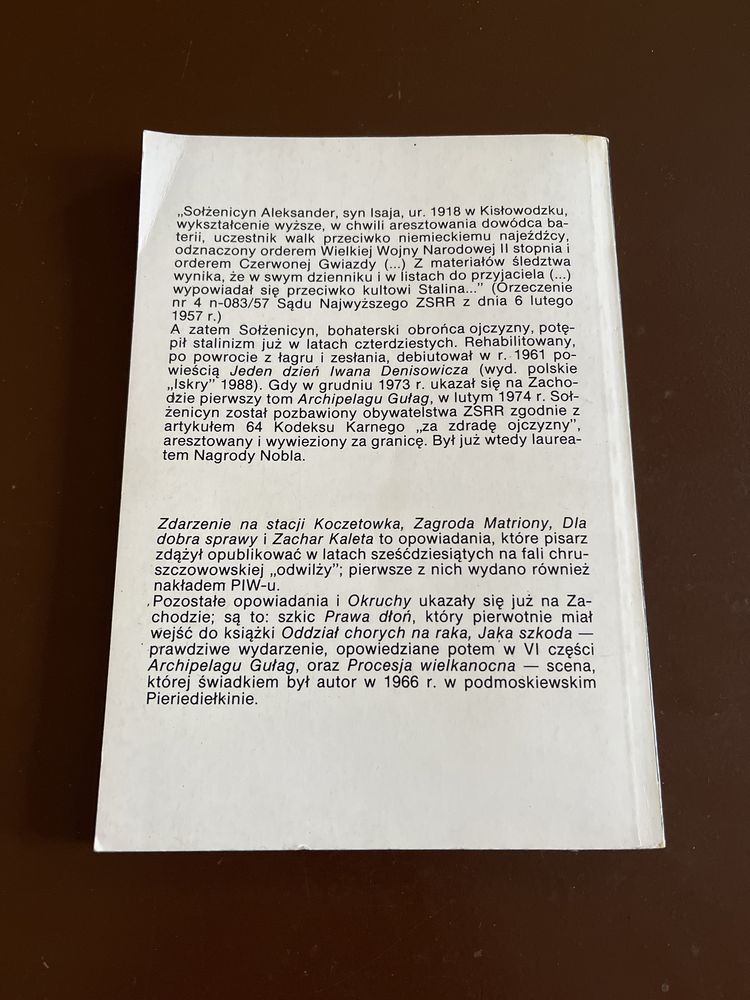 „Sołżenicyn Aleksander, syn Isaja, ur. 1918 w Kisłowodzku,
wykształcenie wyższe, w chwili aresztowania dowódca ba-
terii, uczestnik walk przeciwko niemieckiemu najeźdźcy,
odznaczony orderem Wielkiej Wojny Narodowej II stopnia i
orderem Czerwonej Gwiazdy (...) Z materiałów śledztwa
wynika, że w swym dzienniku i w listach do przyjaciela (...)
wypowiadał się przeciwko kultowi Stalina...” (Orzeczenie
nr 4 n-083/57 Sądu Najwyższego ZSRR z dnia 6 lutego
1957 r.)
A zatem Sołżenicyn, bohaterski obrońca ojczyzny, potę-
pił stalinizm już w latach czterdziestych. Rehabilitowany,
po powrocie z łagru i zesłania, debiutował w r. 1961 po-
wieścią Jeden dzień Iwana Denisowicza (wyd. polskie
„Iskry” 1988). Gdy w grudniu 1973 r. ukazał się na Zacho-
dzie pierwszy tom Archipelagu Gułag, w lutym 1974 r. Soł-
żenicyn został pozbawiony obywatelstwa ZSRR zgodnie z
artykułem 64 Kodeksu Karnego „za zdradę ojczyzny”,
aresztowany i wywieziony za granicę. Był już wtedy laurea-
tem Nagrody Nobla.
Zdarzenie na stacji Koczetowka, Zagroda Matriony, Dla
dobra sprawy i Zachar Kaleta to opowiadania, które pisarz
zdążył opublikować w latach sześćdziesiątych na fali chru-
szczowowskiej „odwilży”; pierwsze z nich wydano również
nakładem PIW-u.
Pozostałe opowiadania i Okruchy ukazały się już na Za-
chodzie; są to: szkic Prawa dłoń, który pierwotnie miał
wejść do książki Oddział chorych na raka, Jaka szkoda —
prawdziwe wydarzenie, opowiedziane potem w VI części
Archipelagu Gułag, oraz Procesja wielkanocna — scena,
której świadkiem był autor w 1966 r. w podmoskiewskim
Pieriediełkinie.